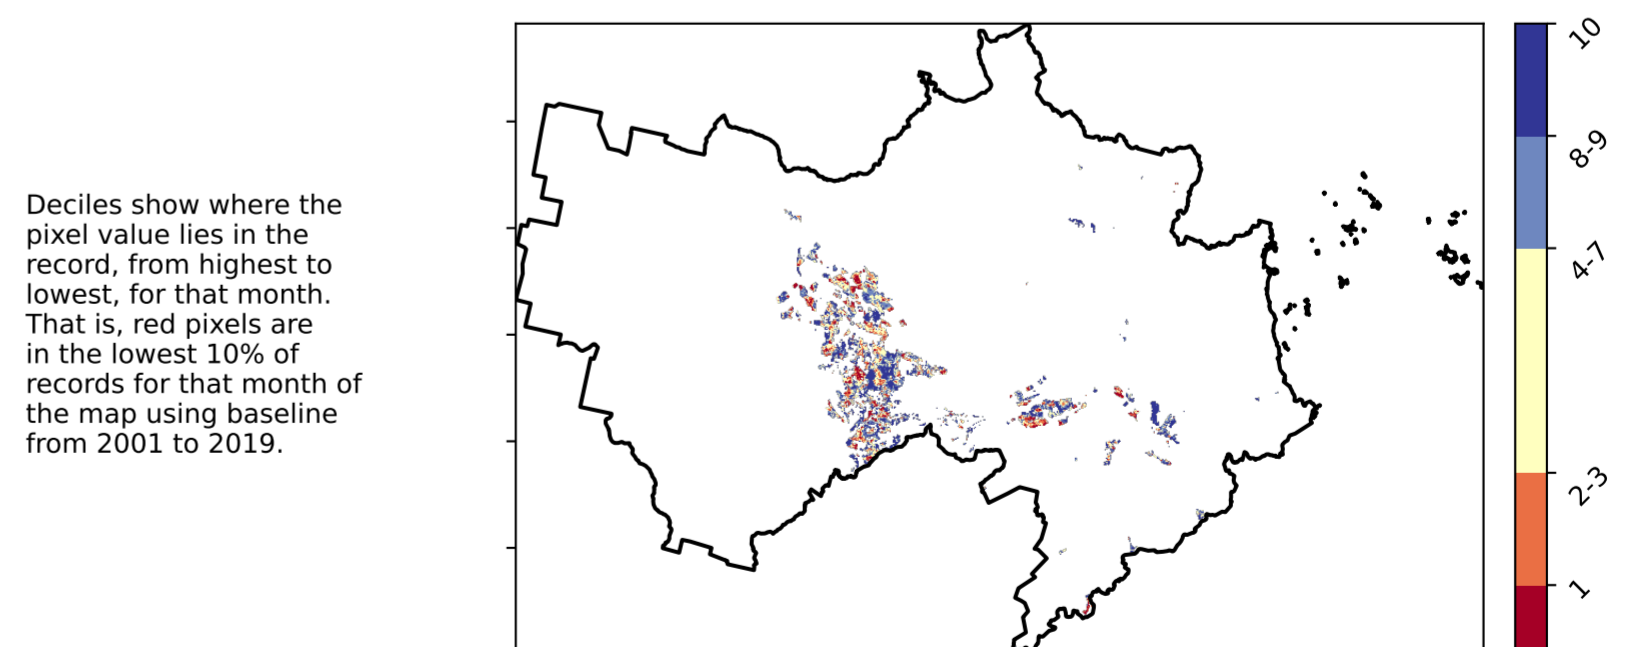 Deciles show where the
pixel value lies in the
record, from highest to
lowest, for that month.
That is, red pixels are
in the lowest 10% of
records for that month of
the map using baseline
from 2001 to 2019.
10
8-9
4-7
2-3
1